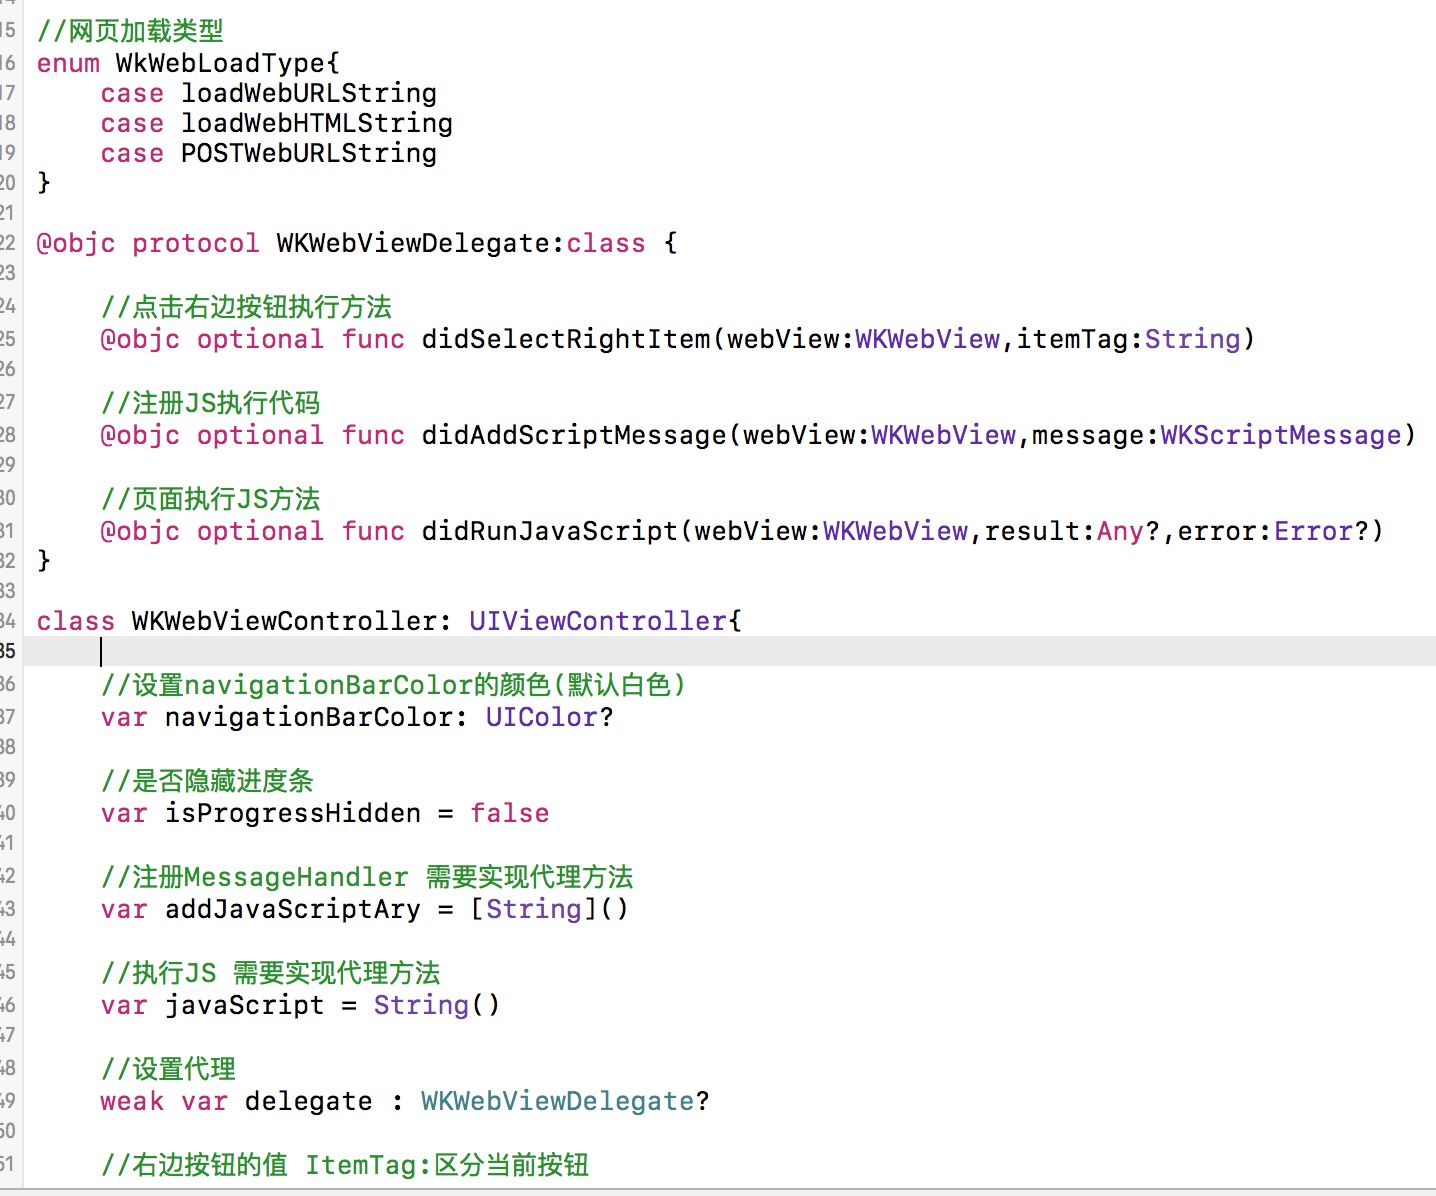 15 //网页加载类型
16 enum WkWebLoadType{
17     case loadWebURLString
18     case loadWebHTMLString
19     case POSTWebURLString
20 }
21
22 @objc protocol WKWebViewDelegate:class {
23
24     //点击右边按钮执行方法
25     @objc optional func didSelectRightItem(webView:WKWebView,itemTag:String)
26
27     //注册JS执行代码
28     @objc optional func didAddScriptMessage(webView:WKWebView,message:WKScriptMessage)
29
30     //页面执行JS方法
31     @objc optional func didRunJavaScript(webView:WKWebView,result:Any?,error:Error?)
32 }
33
34 class WKWebViewController: UIViewController{
35
36     //设置navigationBarColor的颜色(默认白色)
37     var navigationBarColor: UIColor?
38
39     //是否隐藏进度条
40     var isProgressHidden = false
41
42     //注册MessageHandler 需要实现代理方法
43     var addJavaScriptAry = [String]()
44
45     //执行JS 需要实现代理方法
46     var javaScript = String()
47
48     //设置代理
49     weak var delegate : WKWebViewDelegate?
50
51     //右边按钮的值 ItemTag:区分当前按钮